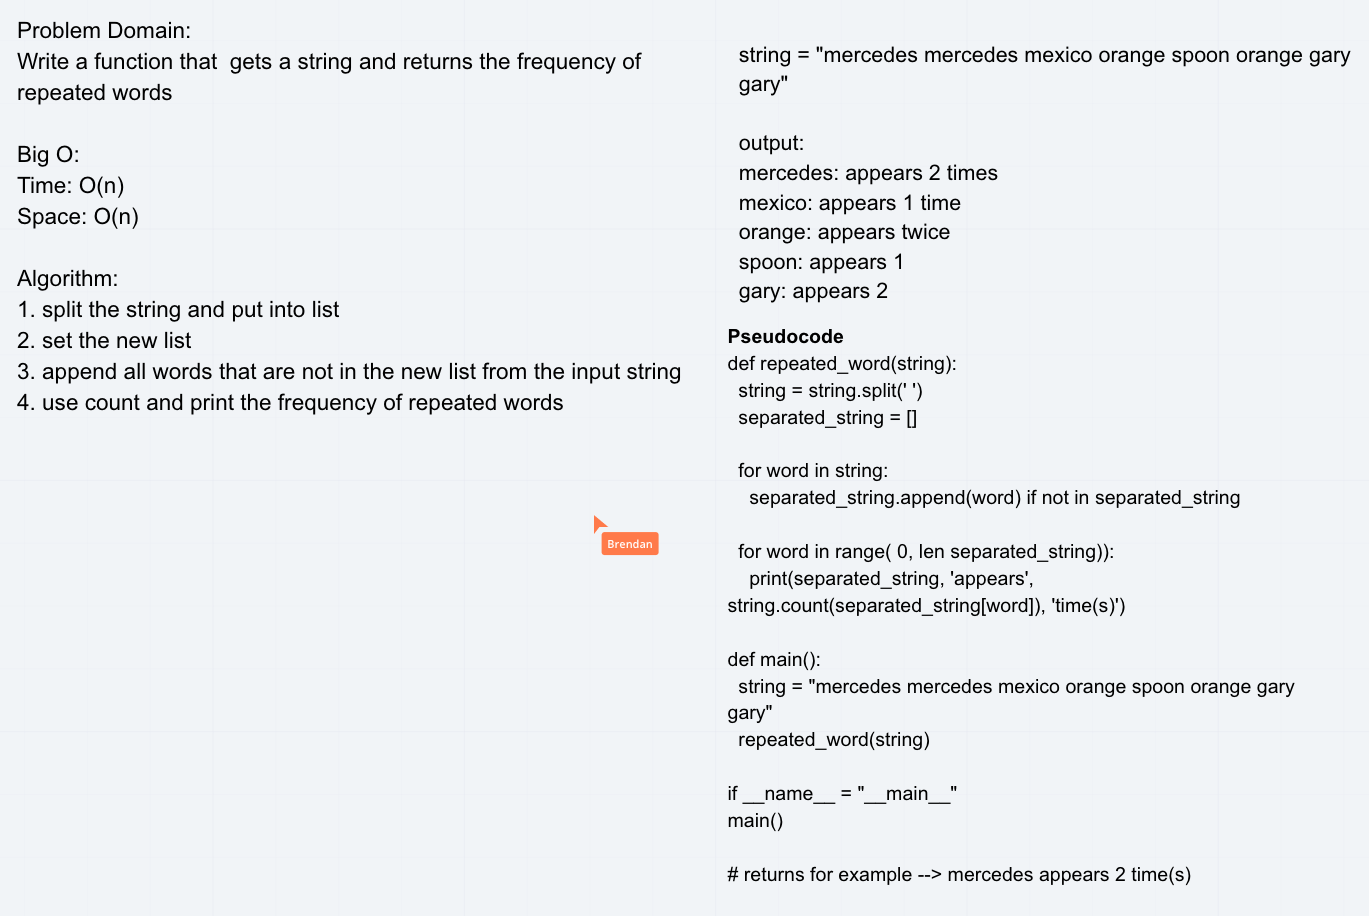 Problem Domain:
Write a function that  gets a string and returns the frequency of
repeated words
Big O:
Time: O(n)
Space: O(n)
Algorithm:
1. split the string and put into list
2. set the new list
3. append all words that are not in the new list from the input string
4. use count and print the frequency of repeated words
Brendan
string = "mercedes mercedes mexico orange spoon orange gary
gary"
output:
mercedes: appears 2 times
mexico: appears 1 time
orange: appears twice
spoon: appears 1
gary: appears 2
Pseudocode
def repeated_word(string):
  string = string.split(' ')
  separated_string = []
  for word in string:
    separated_string.append(word) if not in separated_string
  for word in range( 0, len separated_string)):
    print(separated_string, 'appears',
string.count(separated_string[word]), 'time(s)')
def main():
  string = "mercedes mercedes mexico orange spoon orange gary
gary"
  repeated_word(string)
if __name__ = "__main__"
main()
# returns for example --> mercedes appears 2 time(s)